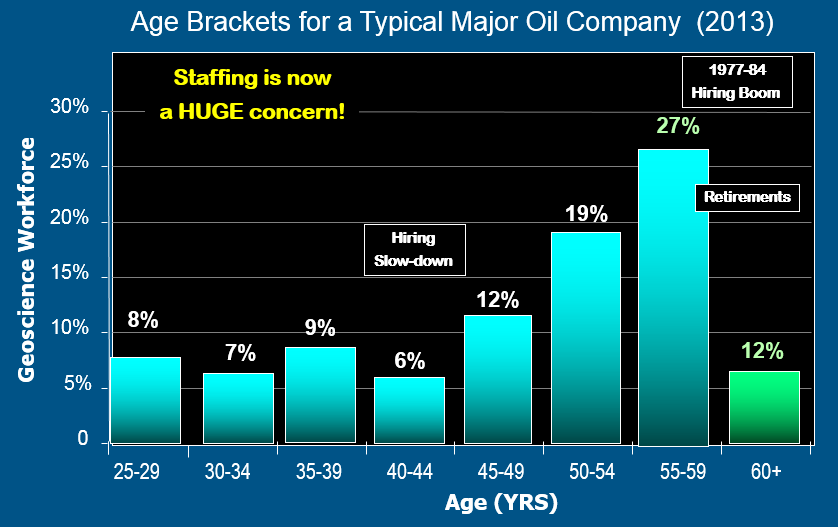 Age Brackets for a Typical Major Oil Company (2013)
Staffing is now
a HUGE concern!
1977-84
Hiring Boom
30%
27%
25%
Retirements
20%
19%
Hiring
Slow-down
15%
12%
8%
10%
9%
7%
6%
12%
5%
0
Geoscience Workforce
25-29
30-34
35-39
40-44
45-49
50-54
55-59
60+
Age (YRS)